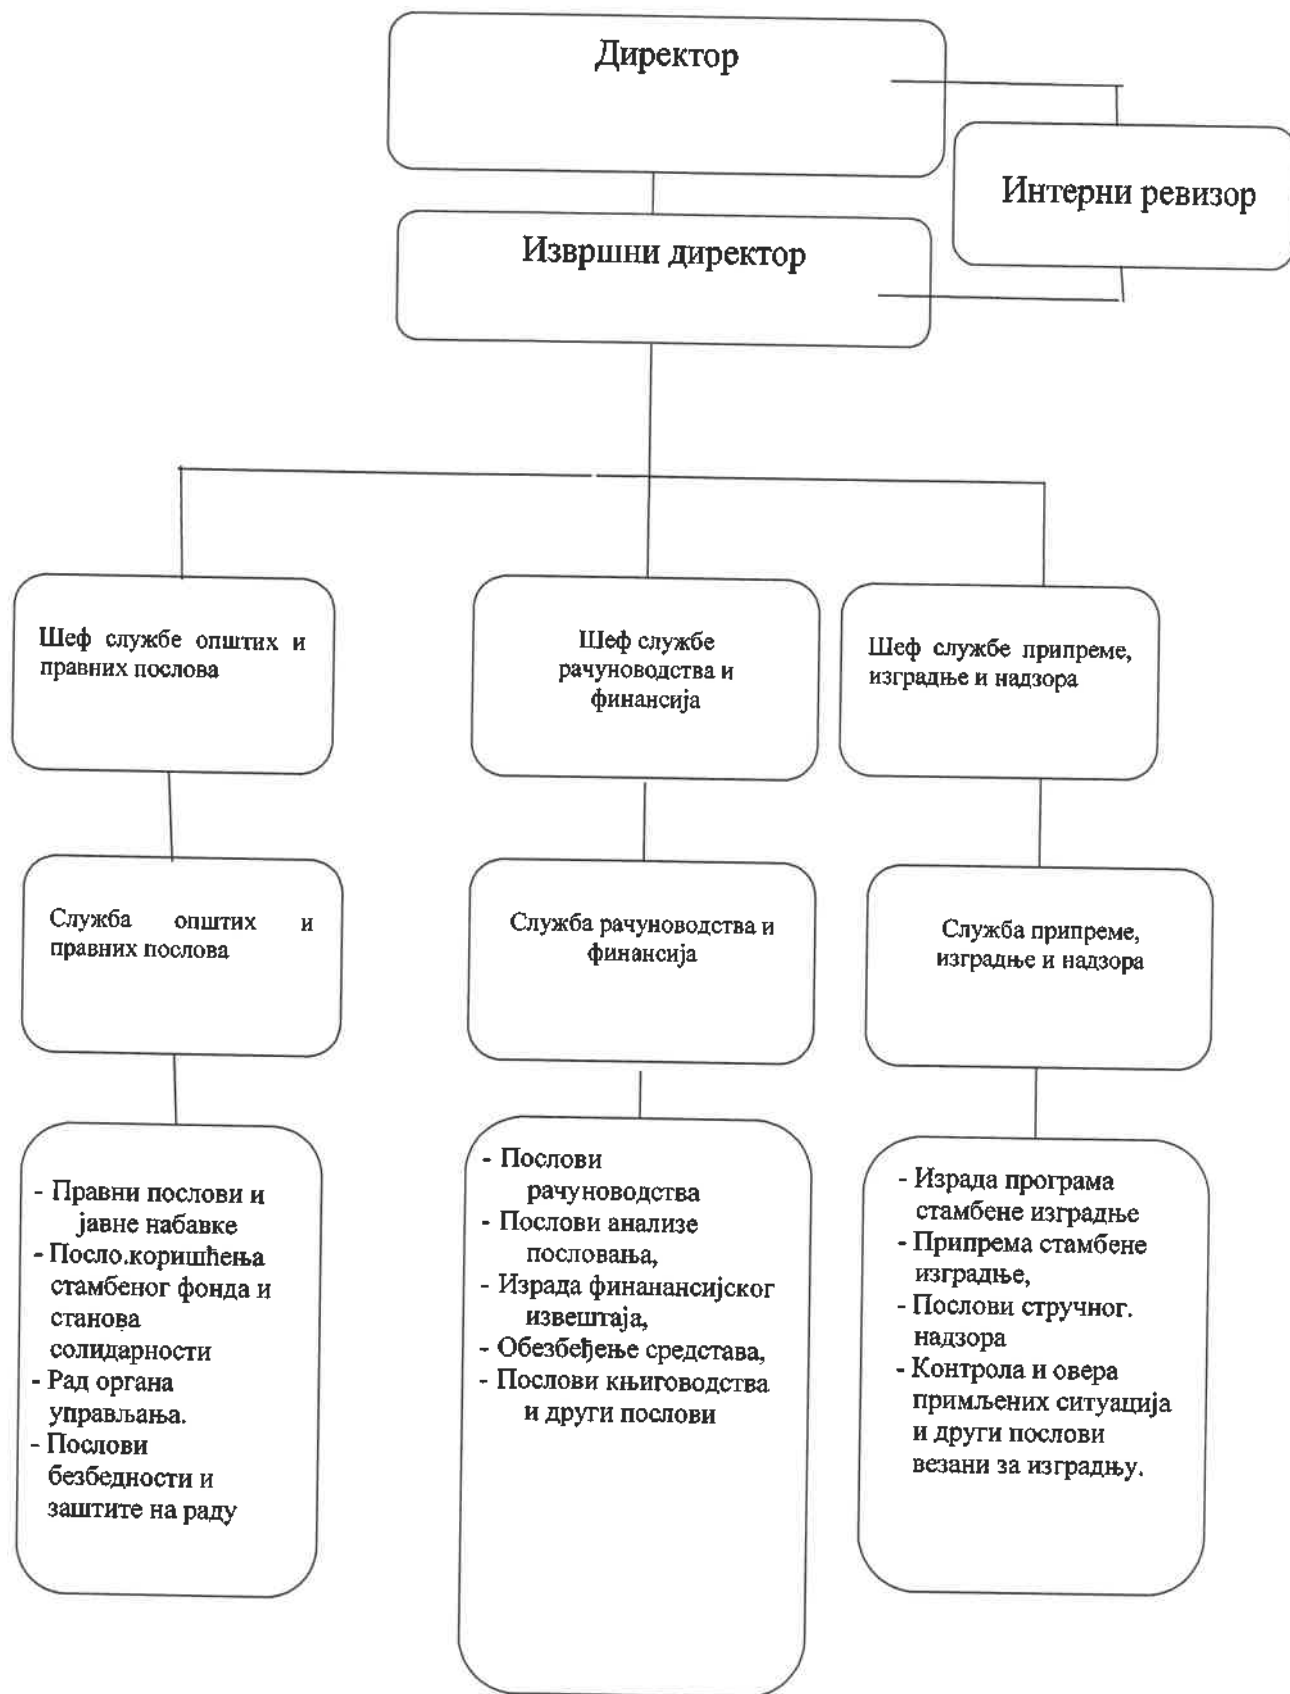 Директор
Интерни ревизор
Извршни директор
Шеф службе општих и
правних послова
Шеф службе
рачуноводства и
финансија
Шеф службе припреме,
изградње и надзора
Служба општих и
правних послова
Служба рачуноводства и
финансија
Служба припреме,
изградње и надзора
- Правни послови и
јавне набавке
- Посло.коришћења
стамбеног фонда и
станова
солидарности
- Рад органа
управљања.
- Послови
безбедности и
заштите на раду
- Послови
рачуноводства
- Послови анализе
пословања,
- Израда финанансијског
извештаја,
- Обезбеђење средстава,
- Послови књиговодства
и други послови
- Израда програма
стамбене изградње
- Припрема стамбене
изградње,
- Послови стручног.
надзора
- Контрола и овера
примљених ситуација
и други послови
везани за изградњу.